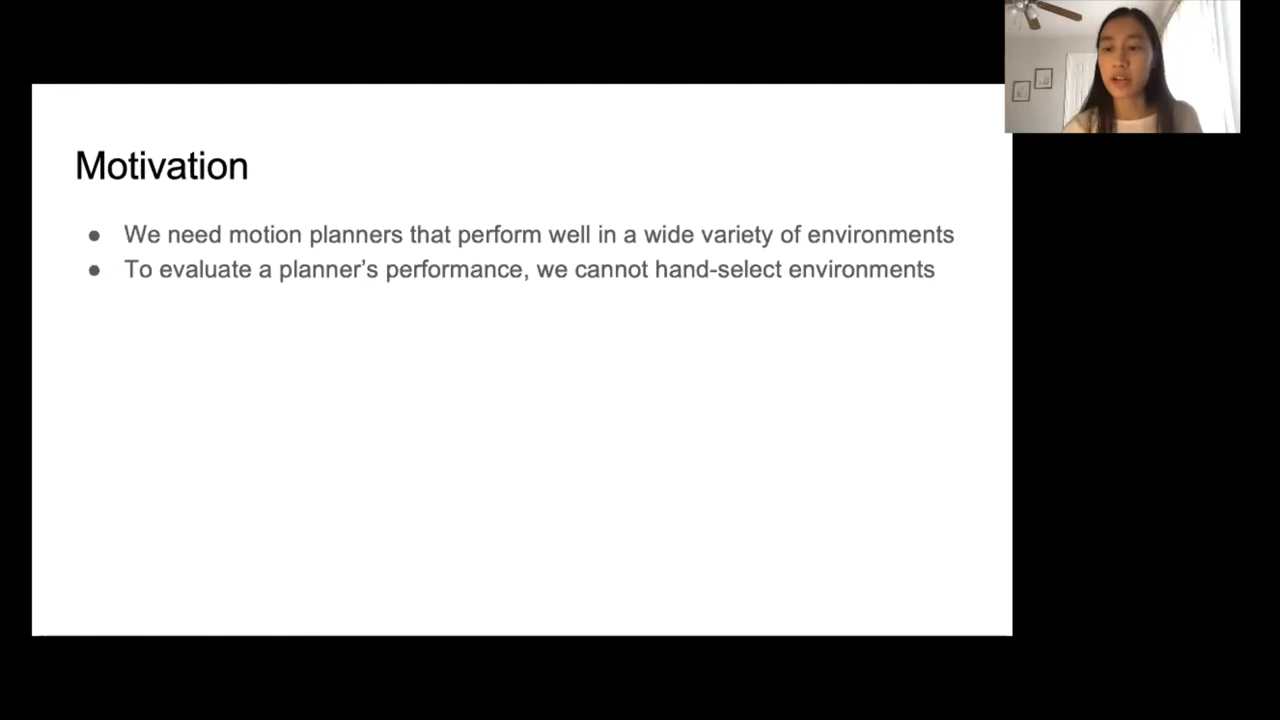 Motivation
● We need motion planners that perform well in a wide variety of environments
● To evaluate a planner’s performance, we cannot hand-select environments